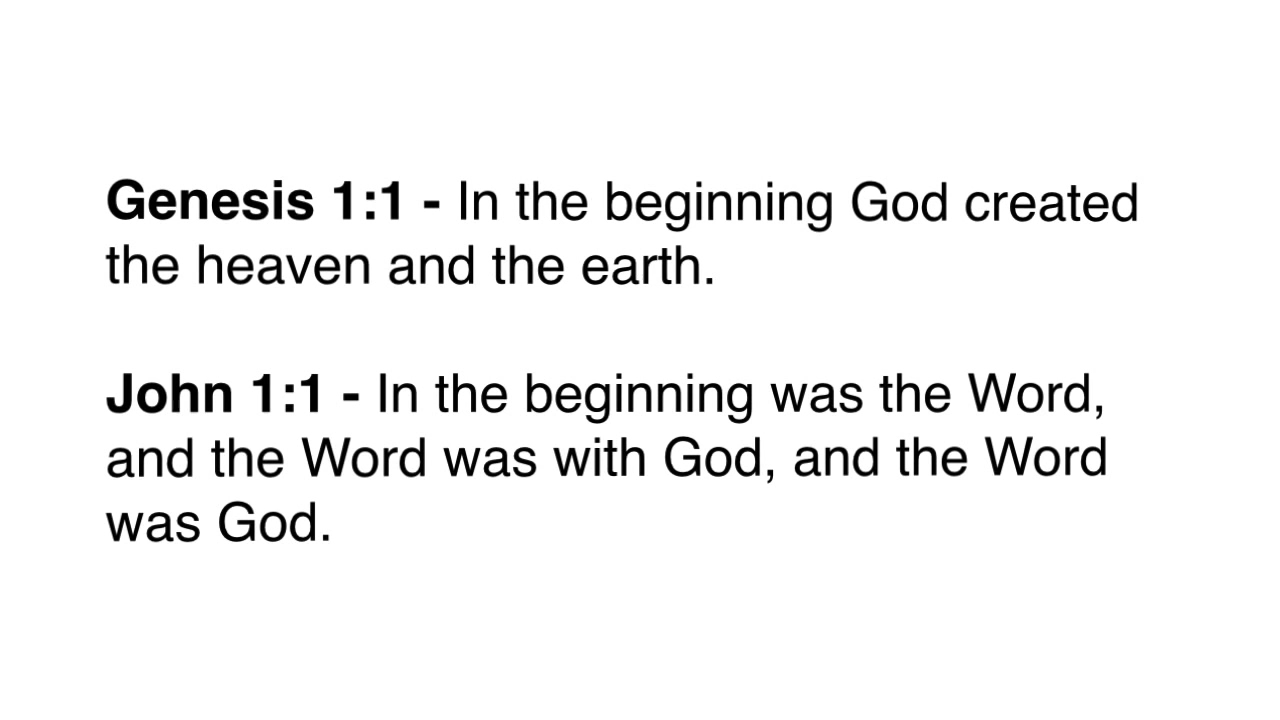 Genesis 1:1 - In the beginning God created
the heaven and the earth.
John 1:1 - In the beginning was the Word,
and the Word was with God, and the Word
was God.